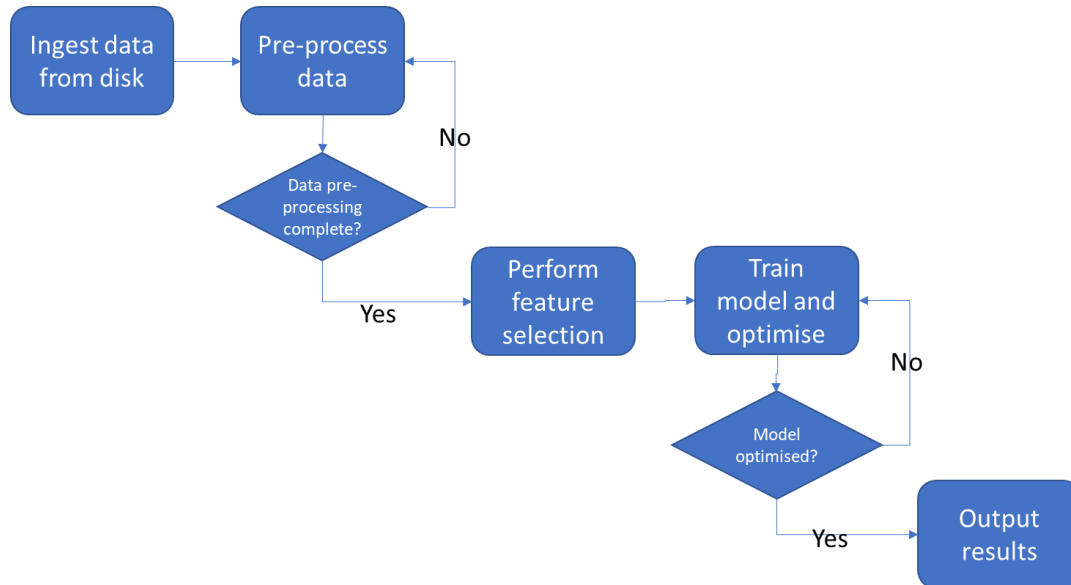 Ingest data
from disk
Pre-process
data
No
Data pre-
processing
complete?
Yes
Perform
feature
selection
Train
model and
optimise
No
Model
optimised?
Yes
Output
results